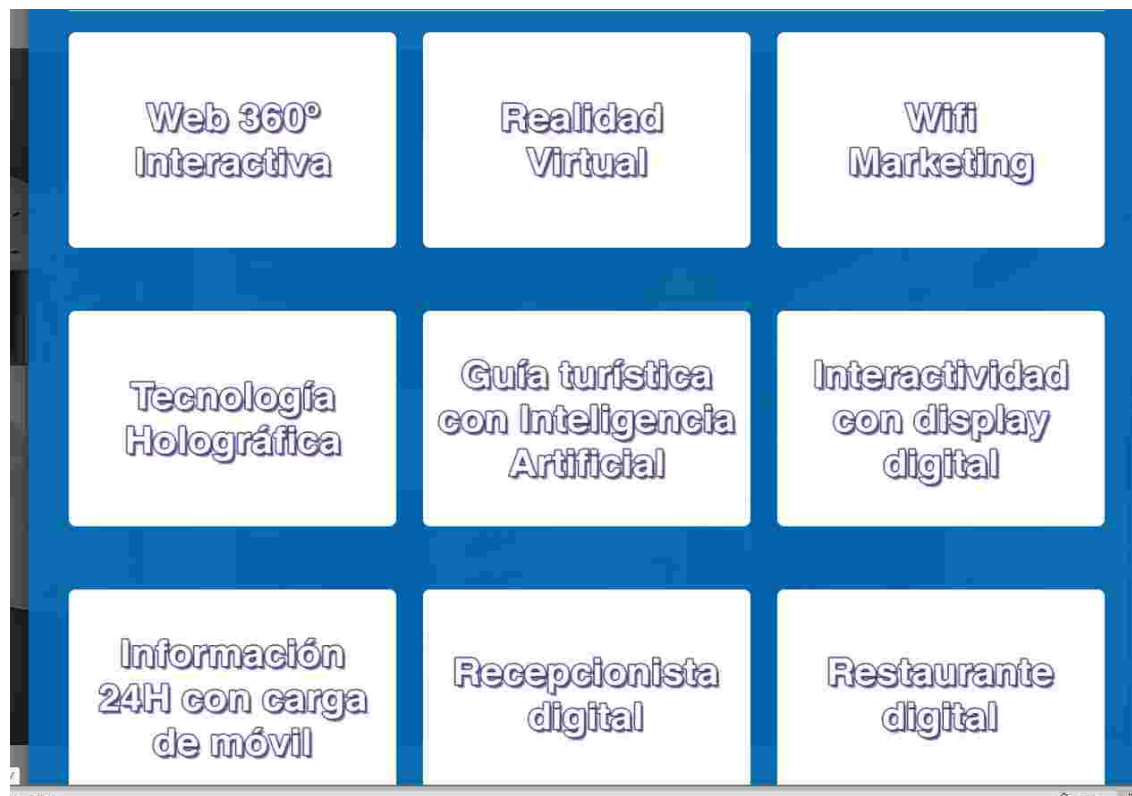 Web 360º
Interactiva
Realidad
Virtual
Wifi
Marketing
Tecnología
Holográfica
Guía turística
con Inteligencia
Artificial
Interactividad
con display
digital
Información
24H con carga
de móvil
Recepcionista
digital
Restaurante
digital